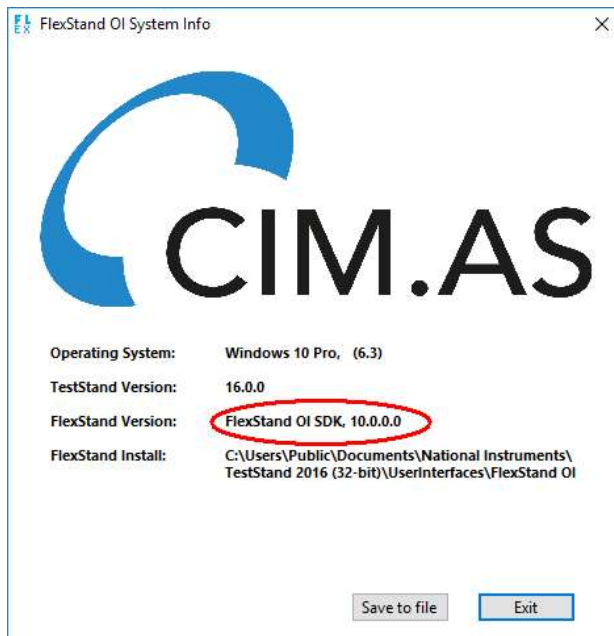 FL
EX
FlexStand OI System Info
CIM.AS
Operating System: Windows 10 Pro, (6.3)
TestStand Version: 16.0.0
FlexStand Version: FlexStand OI SDK, 10.0.0.0
FlexStand Install: C:\Users\Public\Documents\National Instruments\
TestStand 2016 (32-bit)\UserInterfaces\FlexStand OI
Save to file
Exit